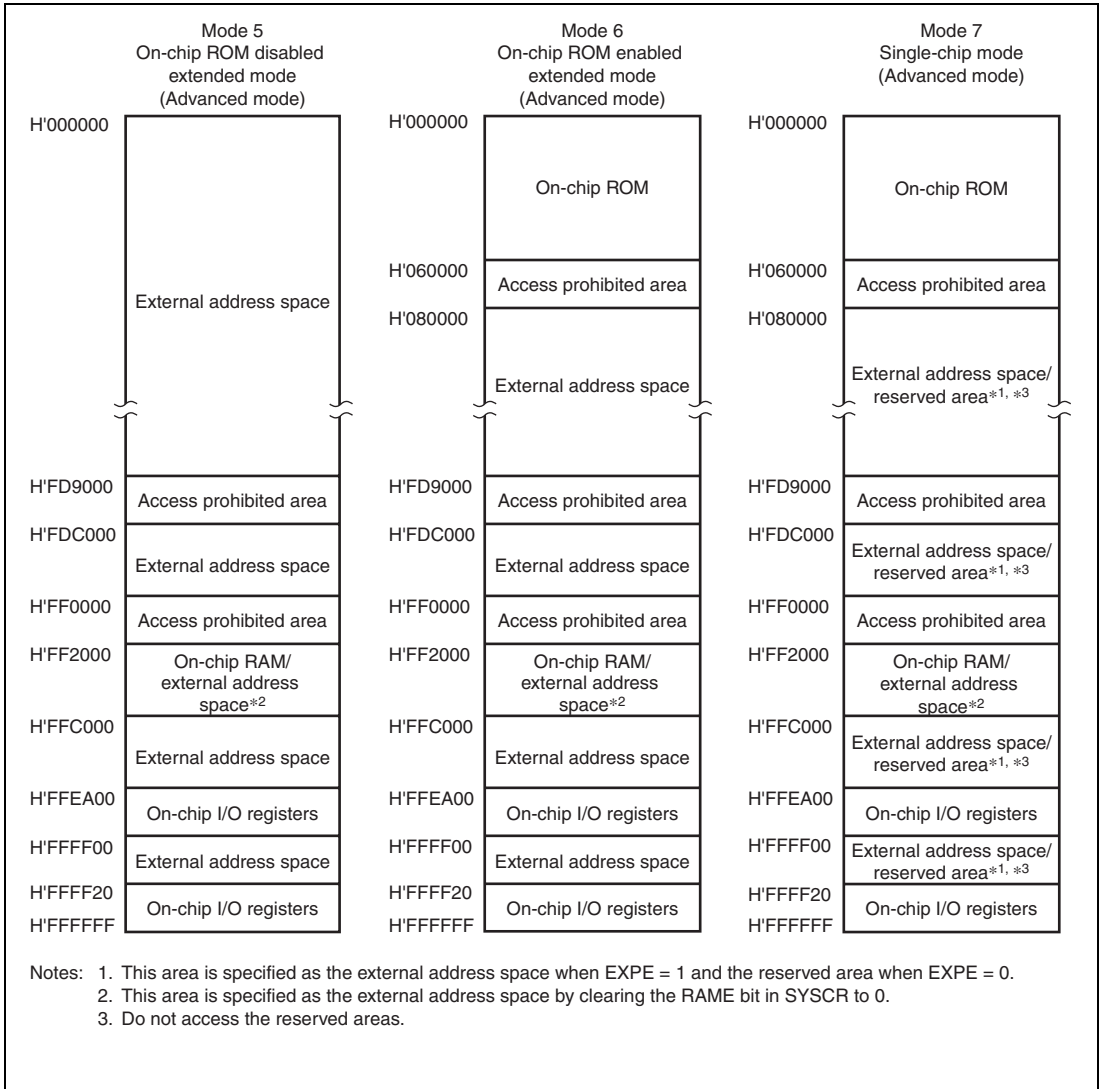 Mode 5
On-chip ROM disabled
extended mode
(Advanced mode)
H'000000
External address space
H'FD9000
Access prohibited area
H'FDC000
External address space
H'FF0000
Access prohibited area
H'FF2000
On-chip RAM/
external address
space*2
H'FFC000
External address space
H'FFEA00
On-chip I/O registers
H'FFFF00
External address space
H'FFFF20
On-chip I/O registers
H'FFFFFF
Mode 6
On-chip ROM enabled
extended mode
(Advanced mode)
H'000000
On-chip ROM
H'060000
Access prohibited area
H'080000
External address space
H'FD9000
Access prohibited area
H'FDC000
External address space
H'FF0000
Access prohibited area
H'FF2000
On-chip RAM/
external address
space*2
H'FFC000
External address space
H'FFEA00
On-chip I/O registers
H'FFFF00
External address space
H'FFFF20
On-chip I/O registers
H'FFFFFF
Mode 7
Single-chip mode
(Advanced mode)
H'000000
On-chip ROM
H'060000
Access prohibited area
H'080000
External address space/
reserved area*1, *3
H'FD9000
Access prohibited area
H'FDC000
External address space/
reserved area*1, *3
H'FF0000
Access prohibited area
H'FF2000
On-chip RAM/
external address
space*2
H'FFC000
External address space/
reserved area*1, *3
H'FFEA00
On-chip I/O registers
H'FFFF00
External address space/
reserved area*1, *3
H'FFFF20
On-chip I/O registers
H'FFFFFF
Notes: 1. This area is specified as the external address space when EXPE = 1 and the reserved area when EXPE = 0.
2. This area is specified as the external address space by clearing the RAME bit in SYSCR to 0.
3. Do not access the reserved areas.